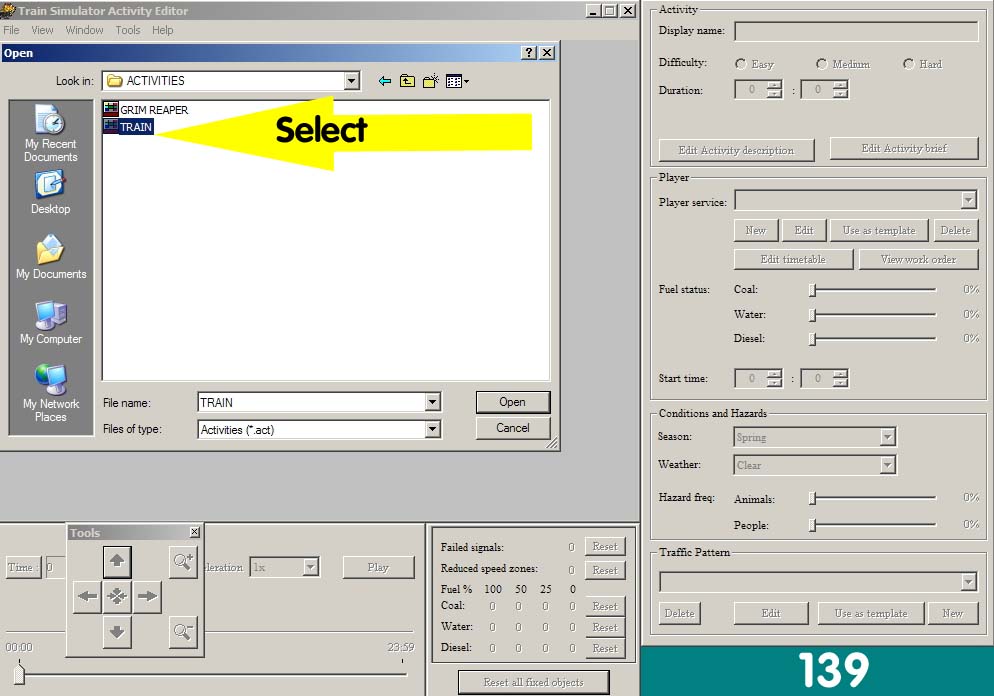 Train Simulator Activity Editor
File View Window Tools Help
Open
Look in: ACTIVITIES
GRIM REAPER
TRAIN
Select
My Recent
Documents
Desktop
My Documents
My Computer
My Network
Places
File name: TRAIN
Open
Files of type: Activities (*.act)
Cancel
Activity
Display name:
Difficulty: Easy Medium Hard
Duration: 0 : 0
Edit Activity description Edit Activity brief
Player
Player service:
New Edit Use as template Delete
Edit timetable View work order
Fuel status: Coal: 0%
Water: 0%
Diesel: 0%
Start time: 0 : 0
Conditions and Hazards
Season: Spring
Weather: Clear
Hazard freq: Animals: 0%
People: 0%
Traffic Pattern
Delete Edit Use as template New
Tools
Time : 0 leration 1x Play
00:00 23:59
Failed signals: 0 Reset
Reduced speed zones: 0 Reset
Fuel % 100 50 25 0
Coal: 0 0 0 0 Reset
Water: 0 0 0 0 Reset
Diesel: 0 0 0 0 Reset
Reset all fixed objects
139